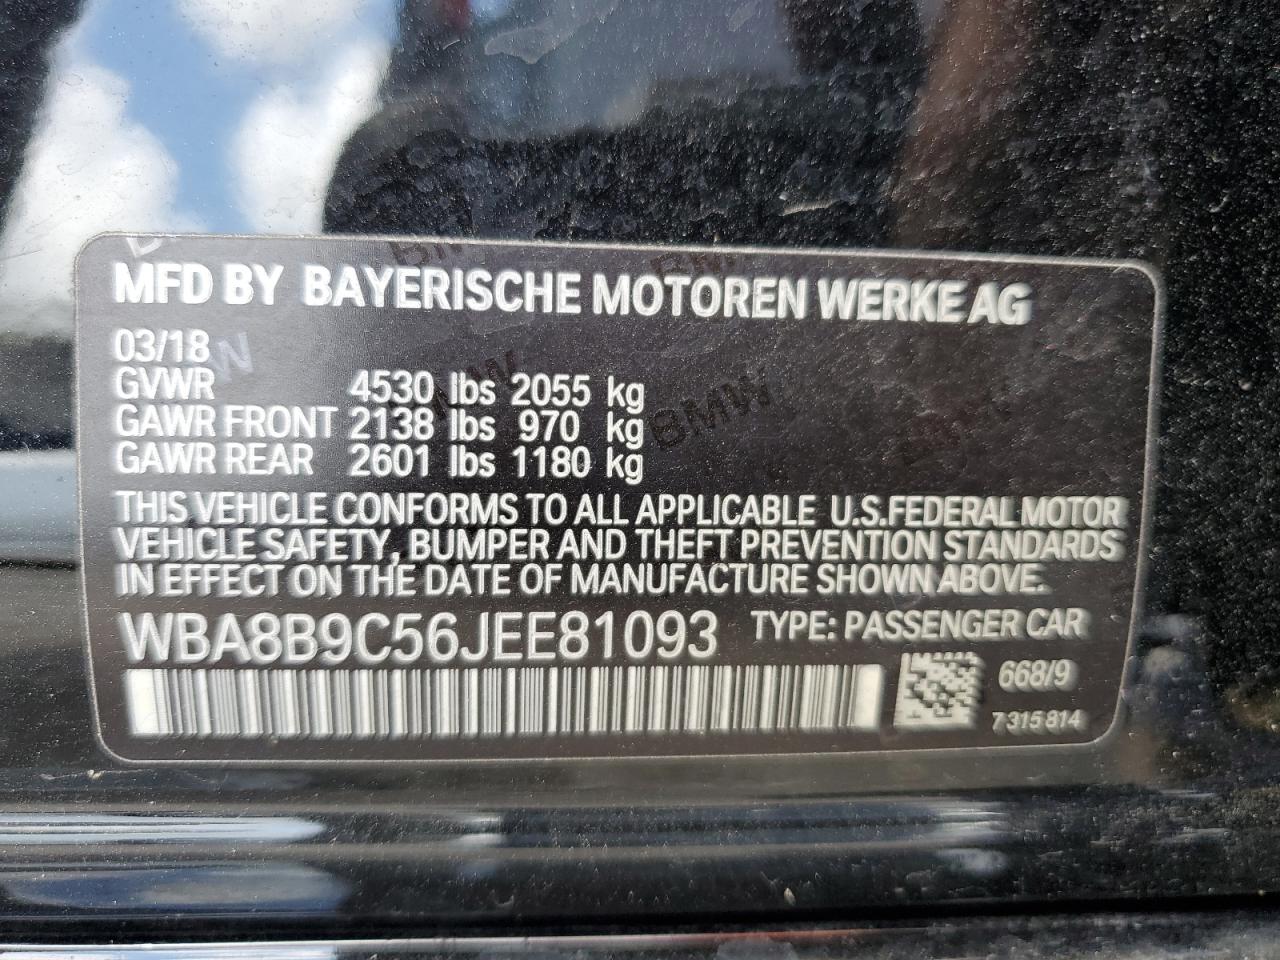 MFD BY BAYERISCHE MOTOREN WERKE AG
03/18
GVWR 4530 lbs 2055 kg
GAWR FRONT 2138 lbs 970 kg
GAWR REAR 2601 lbs 1180 kg
THIS VEHICLE CONFORMS TO ALL APPLICABLE U.S.FEDERAL MOTOR
VEHICLE SAFETY, BUMPER AND THEFT PREVENTION STANDARDS
IN EFFECT ON THE DATE OF MANUFACTURE SHOWN ABOVE.
WBA8B9C56JEE81093 TYPE: PASSENGER CAR
668/9
7 315 814